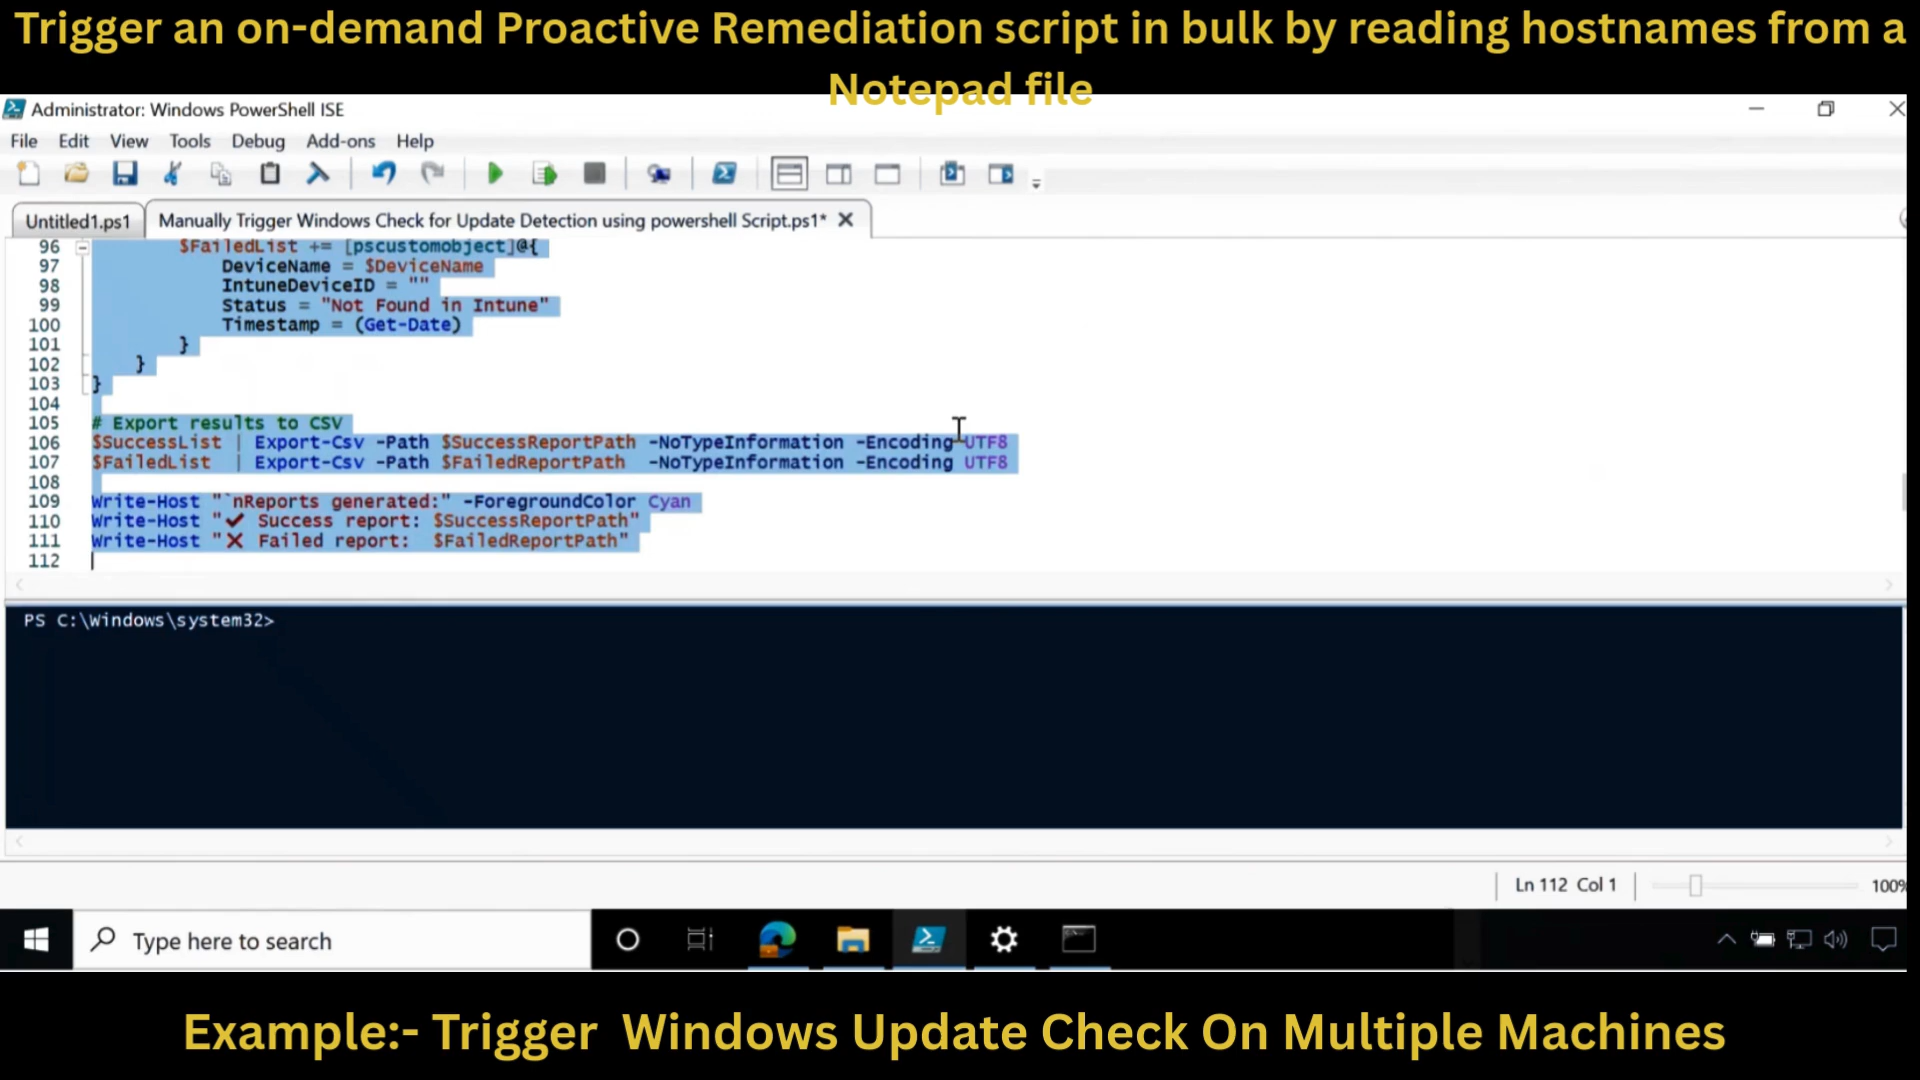 Trigger an on-demand Proactive Remediation script in bulk by reading hostnames from a
Notepad file
Administrator: Windows PowerShell ISE
File Edit View Tools Debug Add-ons Help
Untitled1.ps1 Manually Trigger Windows Check for Update Detection using powershell Script.ps1*
96 $FailedList += [pscustomobject]@{
97 DeviceName = $DeviceName
98 IntuneDeviceID = ""
99 Status = "Not Found in Intune"
100 Timestamp = (Get-Date)
101 }
102 }
103 }
104
105 # Export results to CSV
106 $SuccessList | Export-Csv -Path $SuccessReportPath -NoTypeInformation -Encoding UTF8
107 $FailedList | Export-Csv -Path $FailedReportPath -NoTypeInformation -Encoding UTF8
108
109 Write-Host "`nReports generated:" -ForegroundColor Cyan
110 Write-Host "✔ Success report: $SuccessReportPath"
111 Write-Host "❌ Failed report: $FailedReportPath"
112
PS C:\Windows\system32>
Ln 112 Col 1 100%
Type here to search
Example:- Trigger Windows Update Check On Multiple Machines